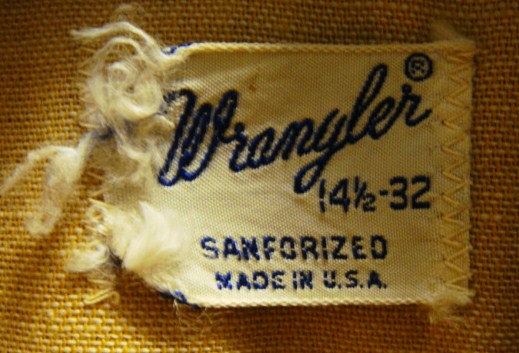 Wrangler®
14½-32
SANFORIZED
MADE IN U.S.A.